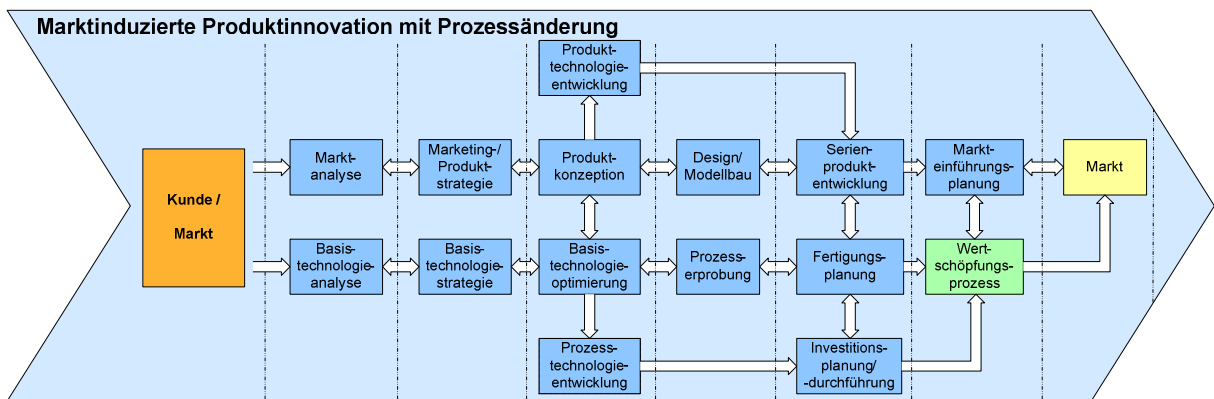 Marktinduzierte Produktinnovation mit Prozessänderung
Produkt-
technologie-
entwicklung
Kunde /
Markt
Markt-
analyse
Marketing-/
Produkt-
strategie
Produkt-
konzeption
Design/
Modellbau
Serien-
produkt-
entwicklung
Markt-
einführungs-
planung
Markt
Basis-
technologie-
analyse
Basis-
technologie-
strategie
Basis-
technologie-
optimierung
Prozess-
erprobung
Fertigungs-
planung
Wert-
schöpfungs-
prozess
Prozess-
technologie-
entwicklung
Investitions-
planung/
-durchführung